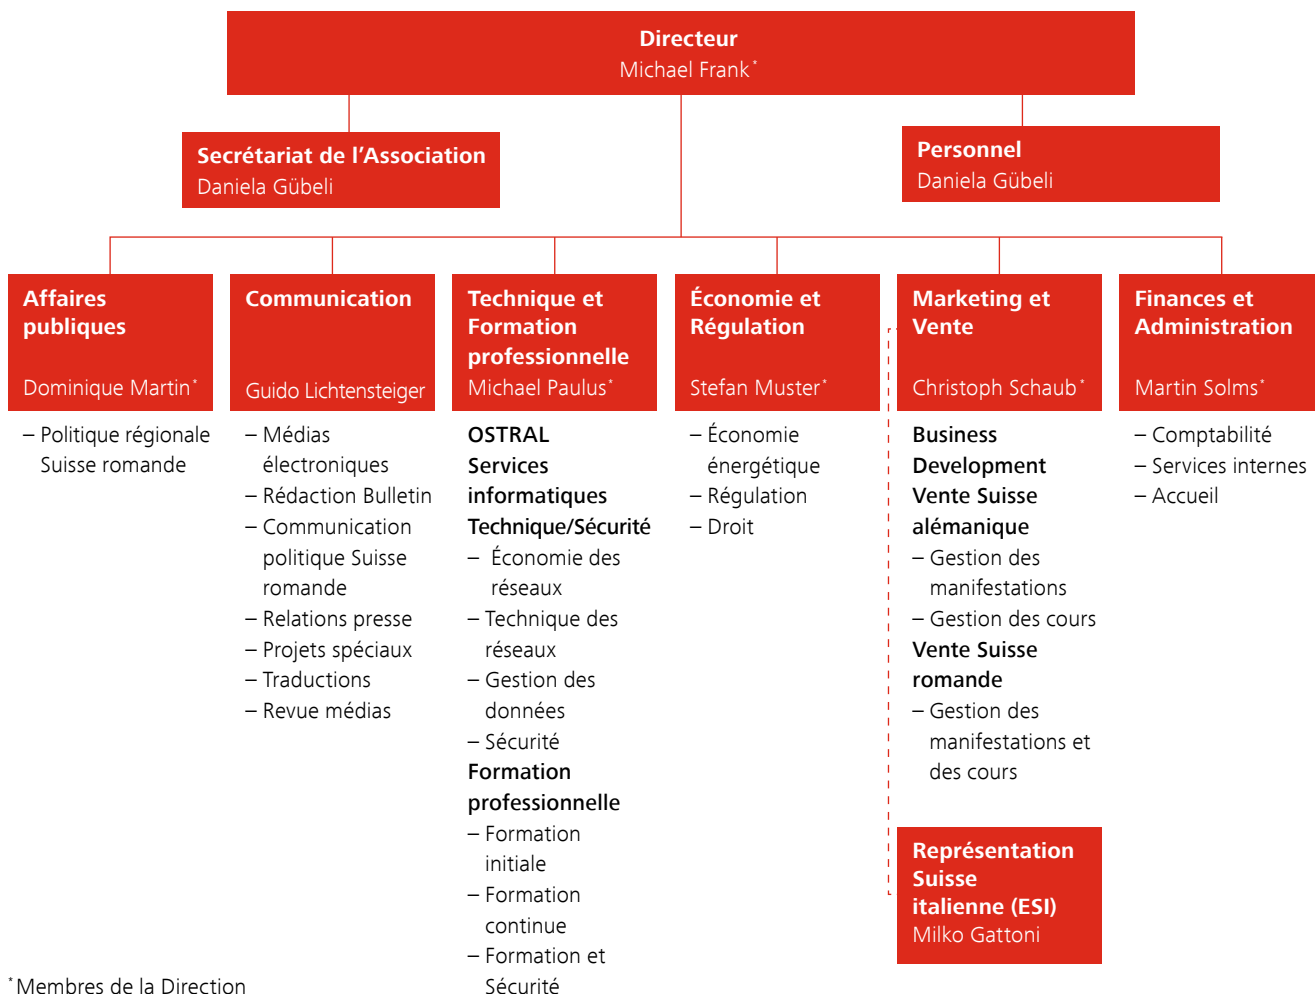 Directeur
Michael Frank*
Secrétariat de l'Association
Daniela Gübeli
Personnel
Daniela Gübeli
Affaires
publiques
Dominique Martin*
– Politique régionale
Suisse romande
Communication
Guido Lichtensteiger
– Médias
électroniques
– Rédaction Bulletin
– Communication
politique Suisse
romande
– Relations presse
– Projets spéciaux
– Traductions
– Revue médias
Technique et
Formation
professionnelle
Michael Paulus*
OSTRAL
Services
informatiques
Technique/Sécurité
– Économie des
réseaux
– Technique des
réseaux
– Gestion des
données
– Sécurité
Formation
professionnelle
– Formation
initiale
– Formation
continue
– Formation et
Sécurité
Économie et
Régulation
Stefan Muster*
– Économie
énergétique
– Régulation
– Droit
Marketing et
Vente
Christoph Schaub*
Business
Development
Vente Suisse
alémanique
– Gestion des
manifestations
– Gestion des cours
Vente Suisse
romande
– Gestion des
manifestations et
des cours
Représentation
Suisse
italienne (ESI)
Milko Gattoni
Finances et
Administration
Martin Solms*
– Comptabilité
– Services internes
– Accueil
*Membres de la Direction